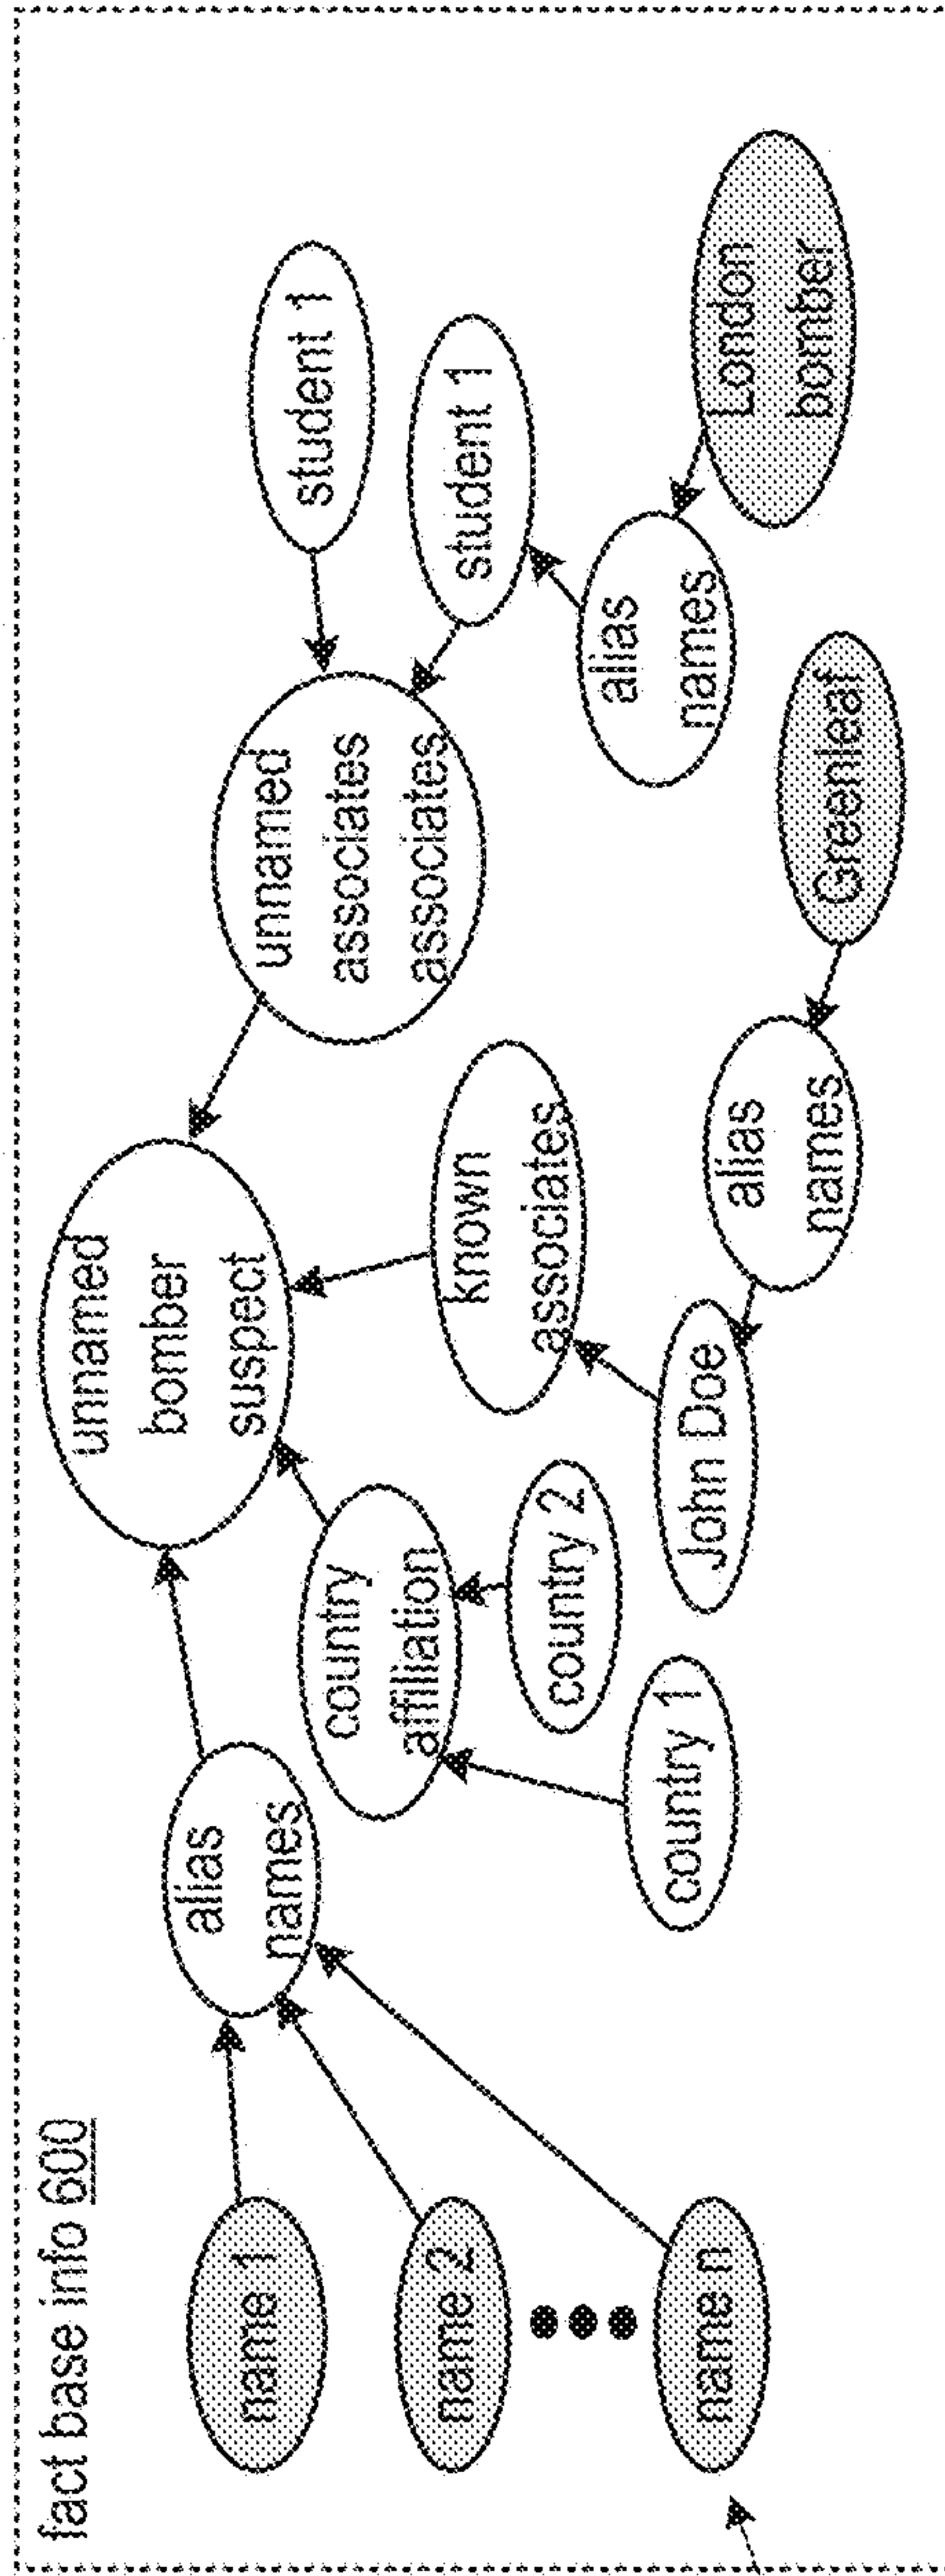 fact base info 600
unnamed
bomber
suspect
alias
names
name 1
name 2
name n
country
affiliation
country 1
country 2
known
associates
John Doe
alias
names
Greenleaf
unnamed
associates
associates
student 1
student 1
alias
names
London
bomber